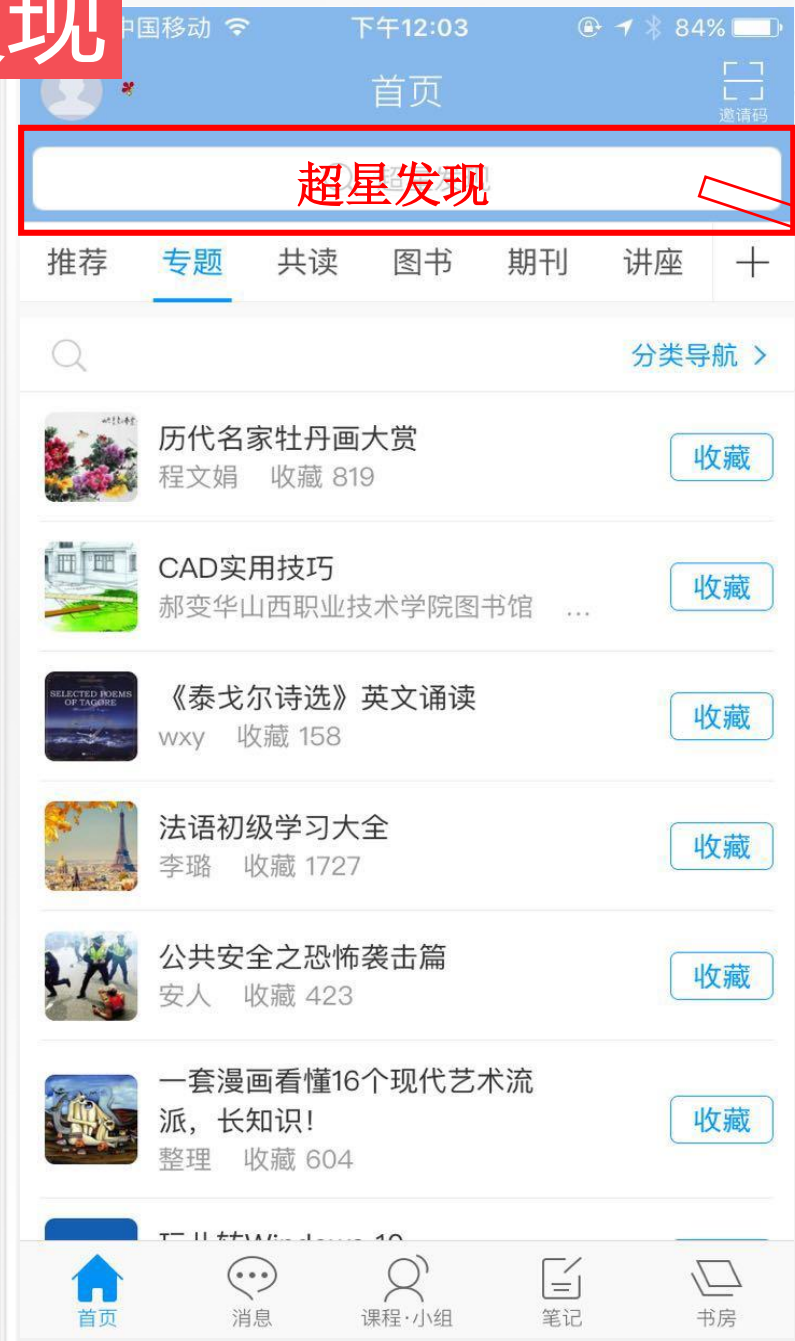 现
中国移动 下午12:03 84%
首页
邀请码
超星发现
推荐 专题 共读 图书 期刊 讲座
分类导航 >
历代名家牡丹画大赏
程文娟 收藏 819
收藏
CAD实用技巧
郝变华山西职业技术学院图书馆 ...
收藏
SELECTED POEMS
OF TAGORE
《泰戈尔诗选》英文诵读
wxy 收藏 158
收藏
法语初级学习大全
李璐 收藏 1727
收藏
公共安全之恐怖袭击篇
安人 收藏 423
收藏
一套漫画看懂16个现代艺术流
派，长知识！
整理 收藏 604
收藏
Windows 10
首页 消息 课程·小组 笔记 书房